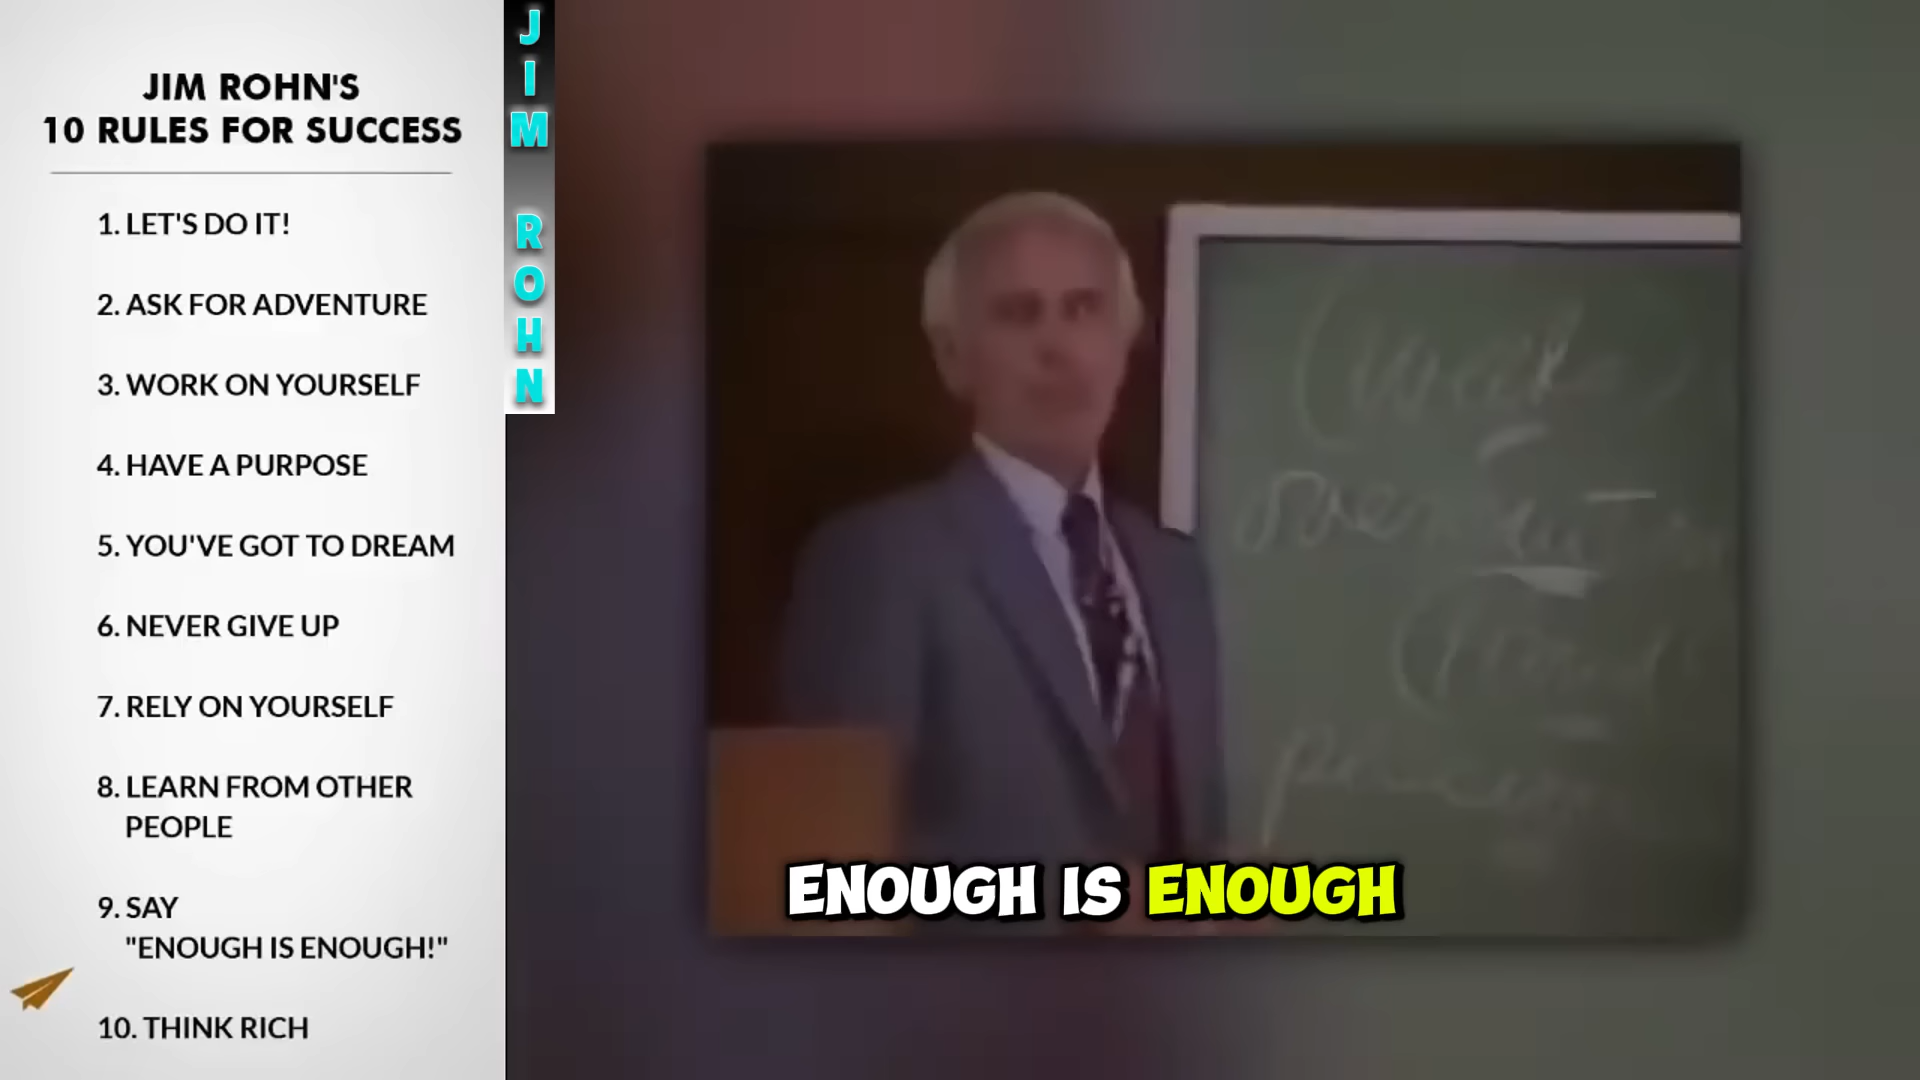 JIM ROHN'S
10 RULES FOR SUCCESS
1. LET'S DO IT!
2. ASK FOR ADVENTURE
3. WORK ON YOURSELF
4. HAVE A PURPOSE
5. YOU'VE GOT TO DREAM
6. NEVER GIVE UP
7. RELY ON YOURSELF
8. LEARN FROM OTHER
PEOPLE
9. SAY
"ENOUGH IS ENOUGH!"
10. THINK RICH
JIM ROHN
ENOUGH IS ENOUGH